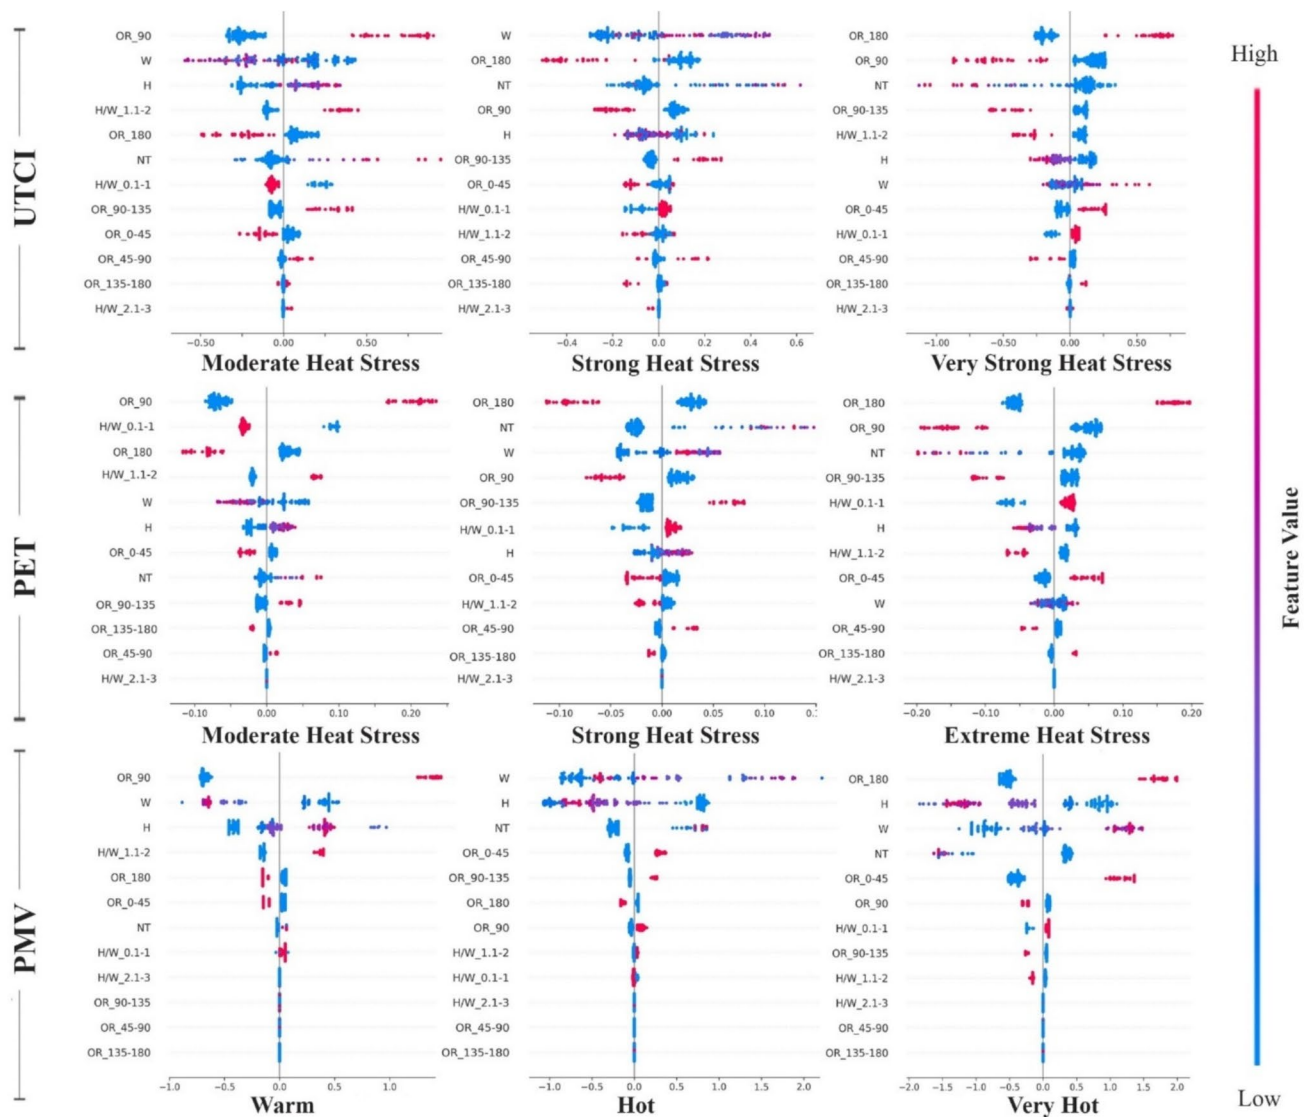 UTCI
OR_90
W
H
H/W_1.1-2
OR_180
NT
H/W_0.1-1
OR_90-135
OR_0-45
OR_45-90
OR_135-180
H/W_2.1-3
−0.50 0.00 0.50
Moderate Heat Stress
W
OR_180
NT
OR_90
H
OR_90-135
OR_0-45
H/W_0.1-1
H/W_1.1-2
OR_45-90
OR_135-180
H/W_2.1-3
−0.4 −0.2 0.0 0.2 0.4 0.6
Strong Heat Stress
OR_180
OR_90
NT
OR_90-135
H/W_1.1-2
H
W
OR_0-45
H/W_0.1-1
OR_45-90
OR_135-180
H/W_2.1-3
−1.00 −0.50 0.00 0.50
Very Strong Heat Stress
PET
OR_90
H/W_0.1-1
OR_180
H/W_1.1-2
W
H
OR_0-45
NT
OR_90-135
OR_135-180
OR_45-90
H/W_2.1-3
−0.10 0.00 0.10 0.20
Moderate Heat Stress
OR_180
NT
W
OR_90
OR_90-135
H/W_0.1-1
H
OR_0-45
H/W_1.1-2
OR_45-90
OR_135-180
H/W_2.1-3
−0.10 −0.05 0.00 0.05 0.10
Strong Heat Stress
OR_180
OR_90
NT
OR_90-135
H/W_0.1-1
H
H/W_1.1-2
OR_0-45
W
OR_45-90
OR_135-180
H/W_2.1-3
−0.20 −0.10 0.00 0.10 0.20
Extreme Heat Stress
PMV
OR_90
W
H
H/W_1.1-2
OR_180
OR_0-45
NT
H/W_0.1-1
H/W_2.1-3
OR_90-135
OR_45-90
OR_135-180
−1.0 −0.5 0.0 0.5 1.0
Warm
W
H
NT
OR_0-45
OR_90-135
OR_180
OR_90
H/W_1.1-2
H/W_0.1-1
H/W_2.1-3
OR_45-90
OR_135-180
−1.0 −0.5 0.0 0.5 1.0 1.5 2.0
Hot
OR_180
H
W
NT
OR_0-45
OR_90
H/W_0.1-1
OR_90-135
H/W_1.1-2
H/W_2.1-3
OR_45-90
OR_135-180
−2.0 −1.5 −1.0 −0.5 0.0 0.5 1.0 1.5 2.0
Very Hot
High
Feature Value
Low